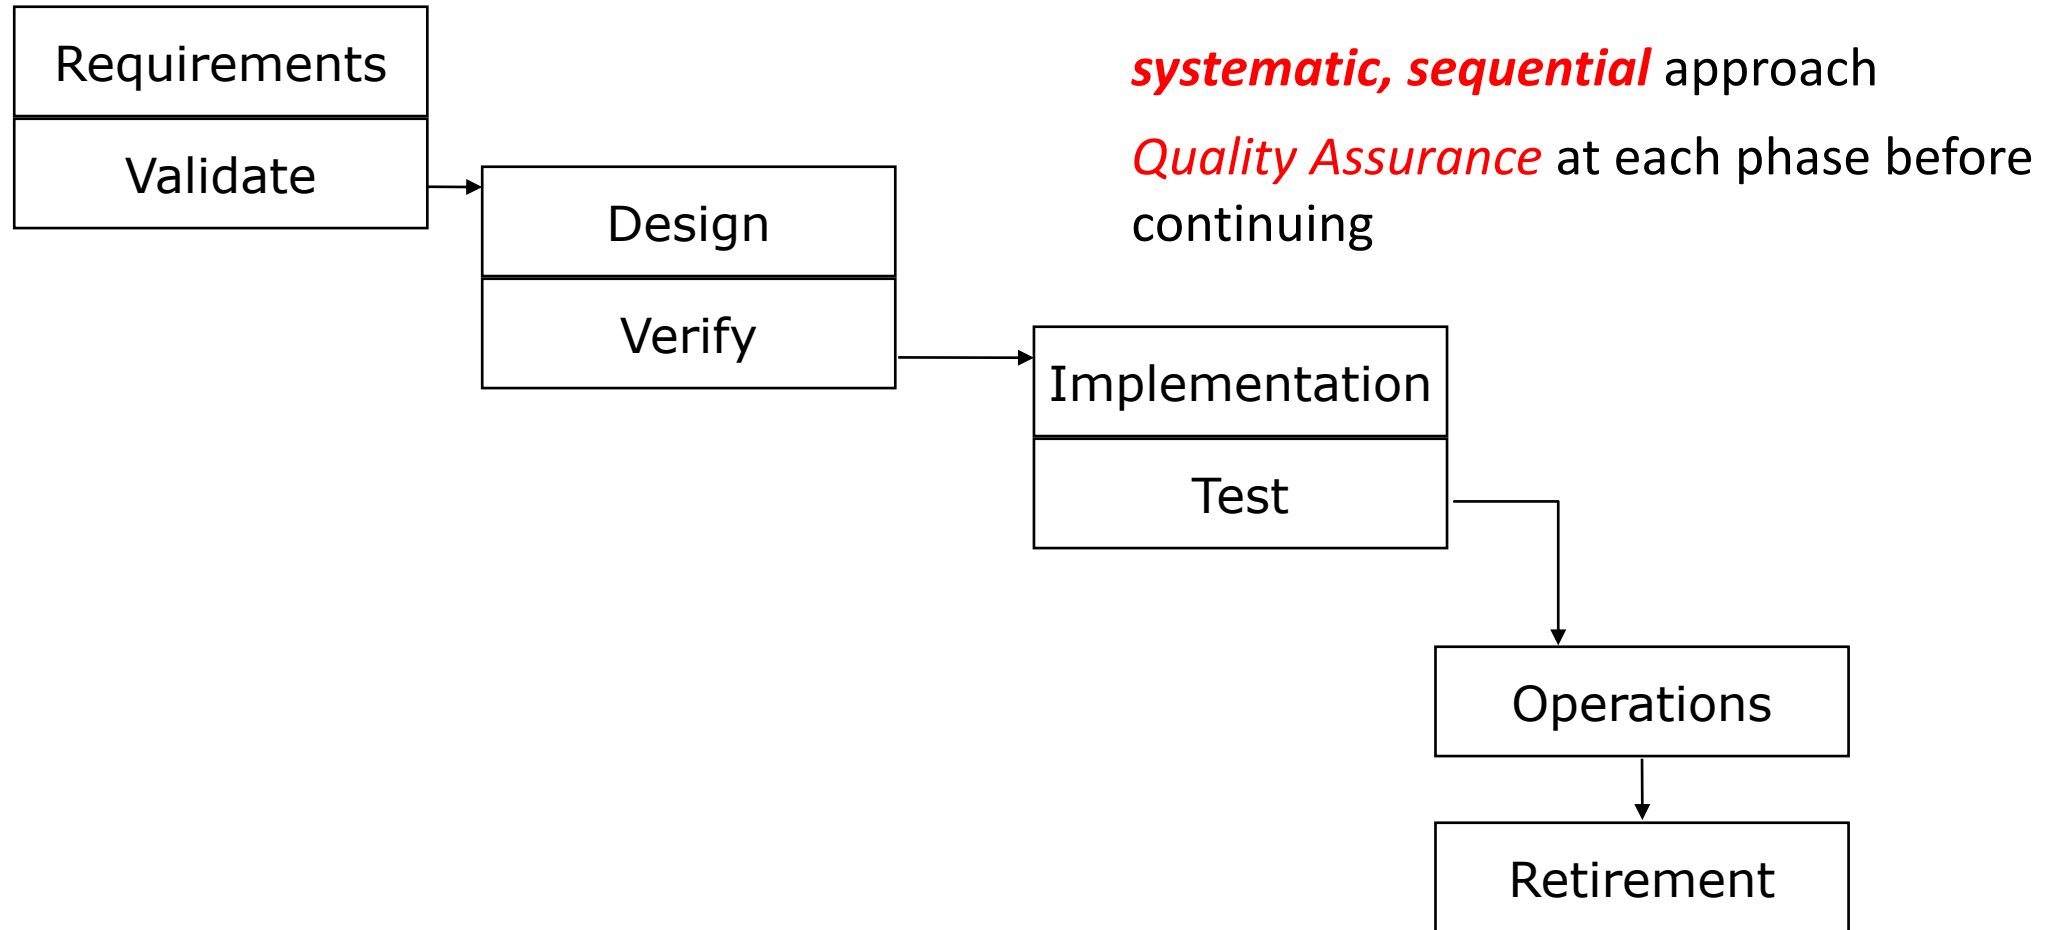 Requirements
Validate
systematic, sequential approach
Quality Assurance at each phase before
continuing
Design
Verify
Implementation
Test
Operations
Retirement